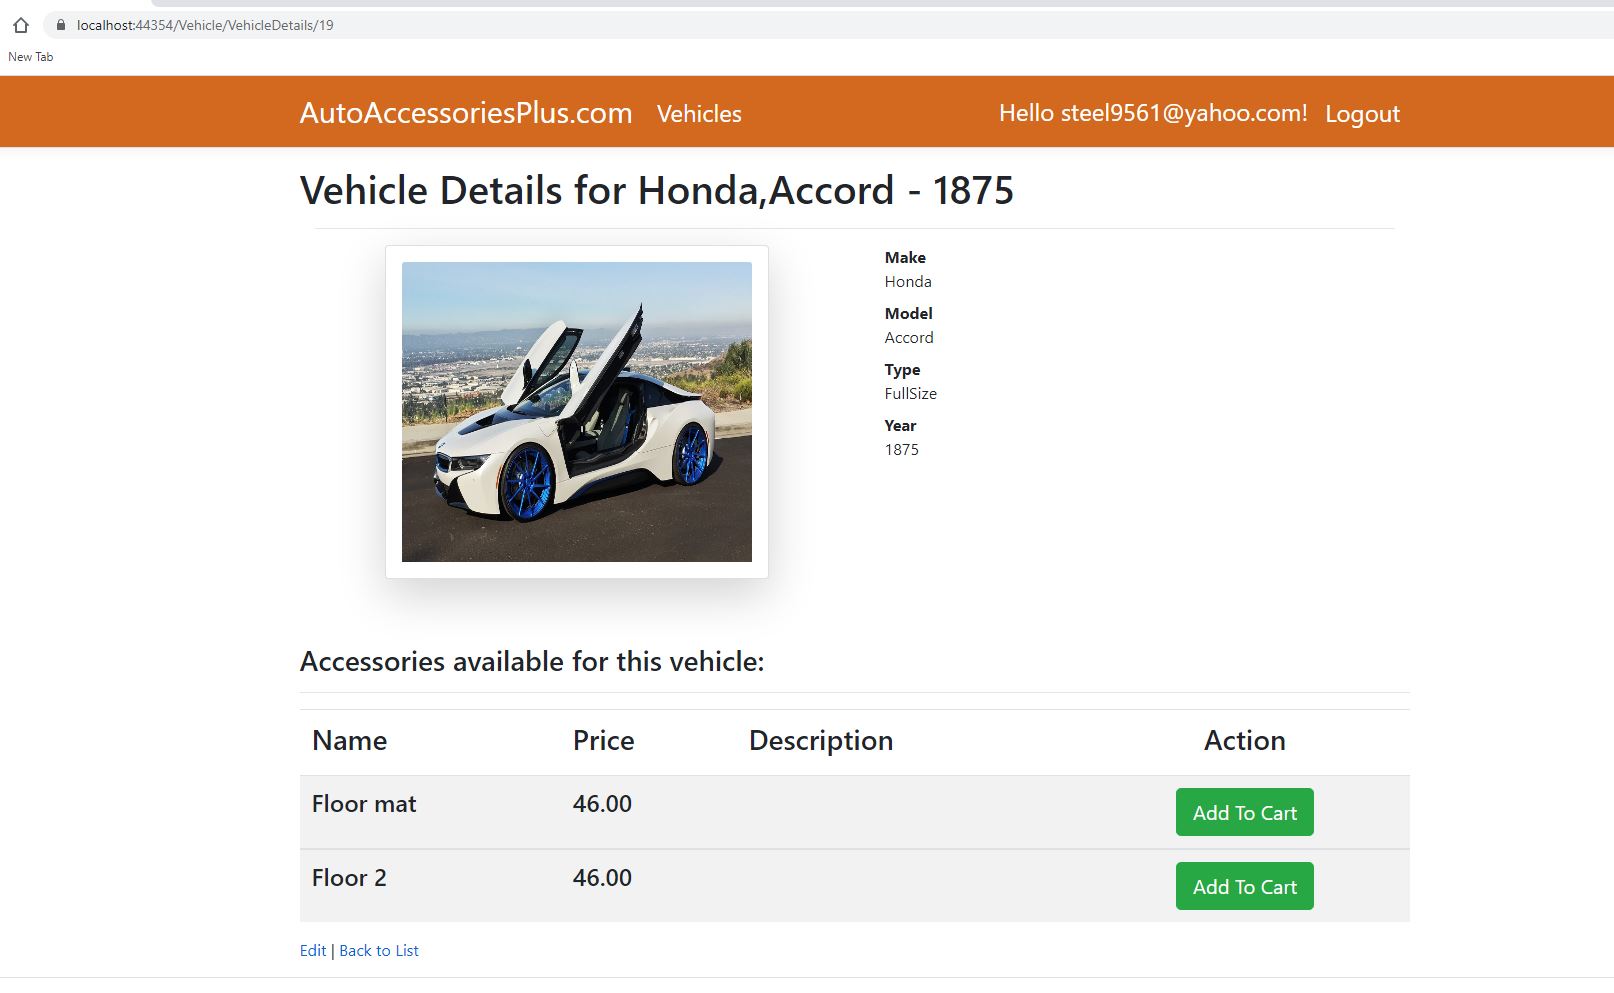 localhost:44354/Vehicle/VehicleDetails/19
New Tab
AutoAccessoriesPlus.com Vehicles Hello steel9561@yahoo.com! Logout
Vehicle Details for Honda,Accord - 1875
Make
Honda
Model
Accord
Type
FullSize
Year
1875
Accessories available for this vehicle:
Name Price Description Action
Floor mat 46.00 Add To Cart
Floor 2 46.00 Add To Cart
Edit | Back to List